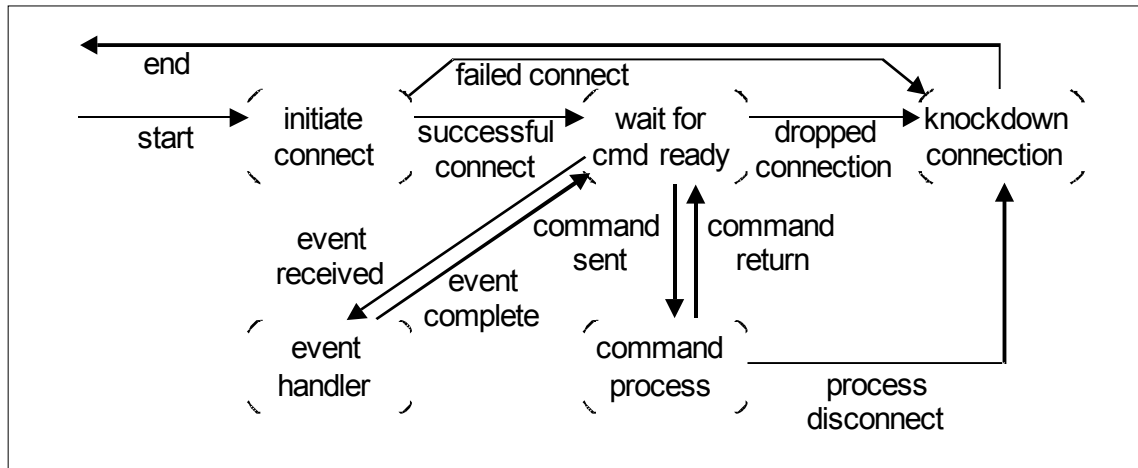 end
failed connect
start
initiate
connect
successful
connect
wait for
cmd ready
dropped
connection
knockdown
connection
event
received
event
complete
command
sent
command
return
event
handler
command
process
process
disconnect